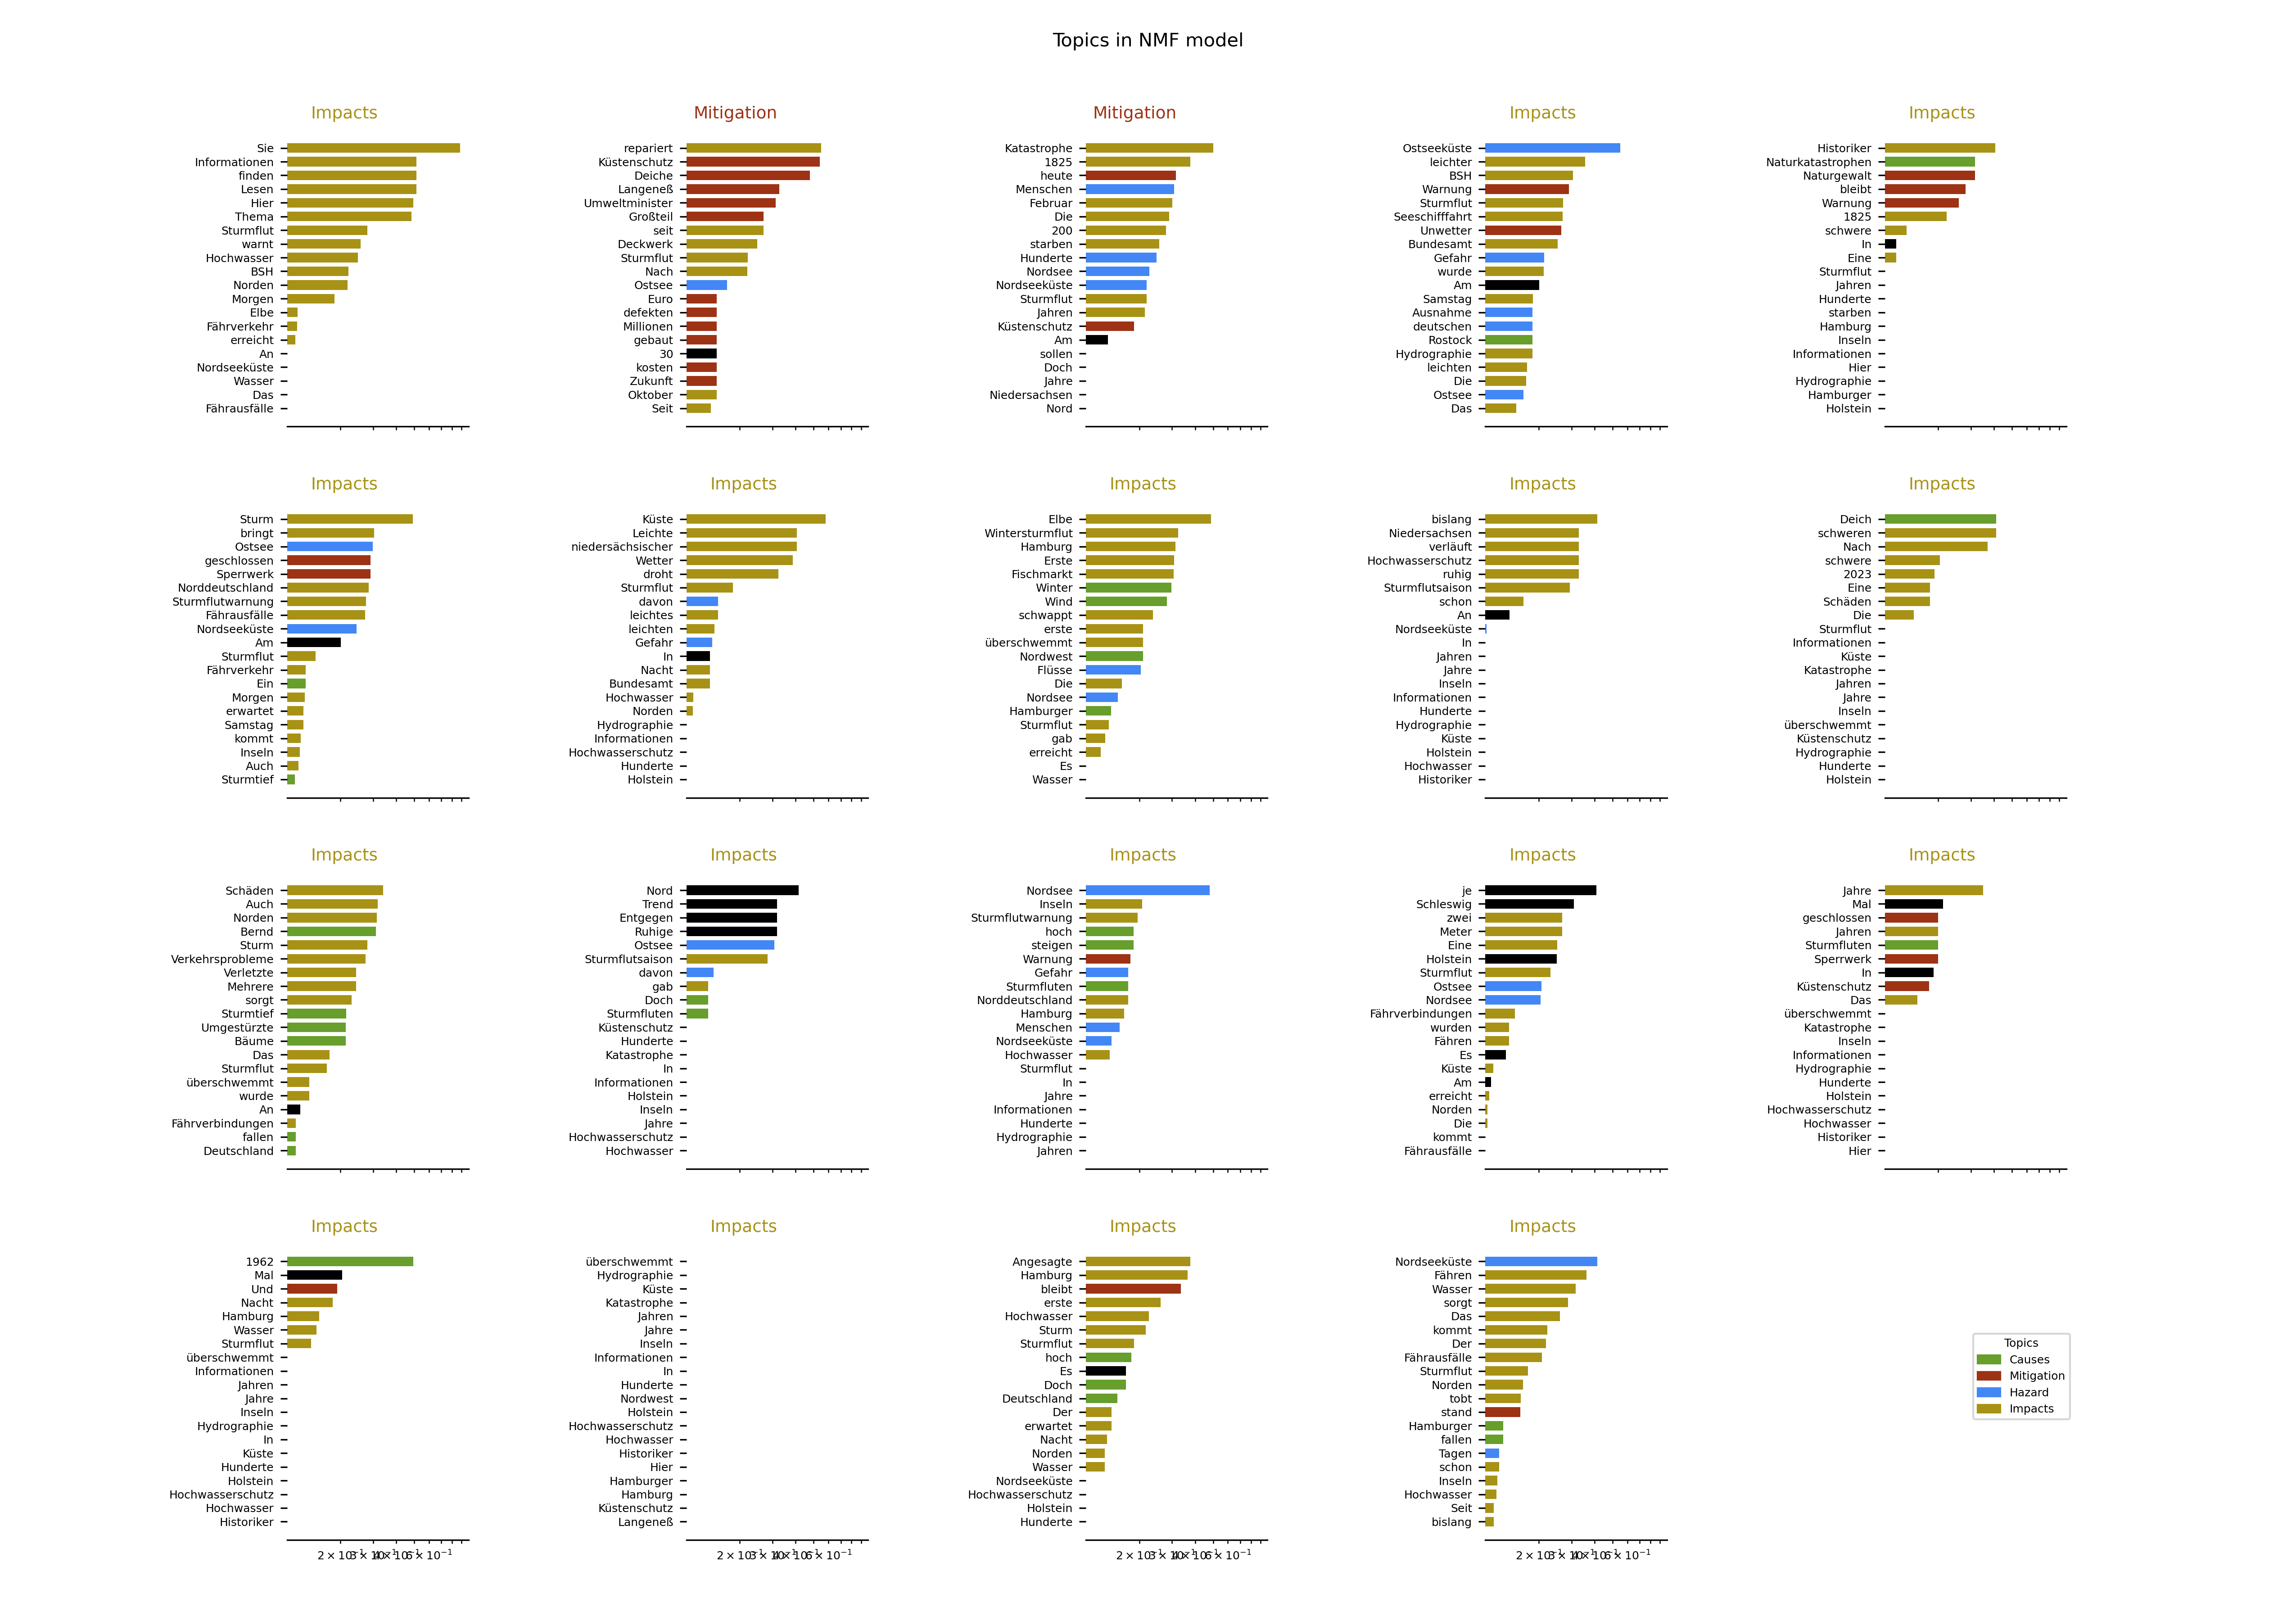 Topics in NMF model
Impacts
Sie
Informationen
finden
Lesen
Hier
Thema
Sturmflut
warnt
Hochwasser
BSH
Norden
Morgen
Elbe
Fährverkehr
erreicht
An
Nordseeküste
Wasser
Das
Fährausfälle
Mitigation
repariert
Küstenschutz
Deiche
Langeneß
Umweltminister
Großteil
seit
Deckwerk
Sturmflut
Nach
Ostsee
Euro
defekten
Millionen
gebaut
30
kosten
Zukunft
Oktober
Seit
Mitigation
Katastrophe
1825
heute
Menschen
Februar
Die
200
starben
Hunderte
Nordsee
Nordseeküste
Sturmflut
Jahren
Küstenschutz
Am
sollen
Doch
Jahre
Niedersachsen
Nord
Impacts
Ostseeküste
leichter
BSH
Warnung
Sturmflut
Seeschifffahrt
Unwetter
Bundesamt
Gefahr
wurde
Am
Samstag
Ausnahme
deutschen
Rostock
Hydrographie
leichten
Die
Ostsee
Das
Impacts
Historiker
Naturkatastrophen
Naturgewalt
bleibt
Warnung
1825
schwere
In
Eine
Sturmflut
Jahren
Hunderte
starben
Hamburg
Inseln
Informationen
Hier
Hydrographie
Hamburger
Holstein
Impacts
Sturm
bringt
Ostsee
geschlossen
Sperrwerk
Norddeutschland
Sturmflutwarnung
Fährausfälle
Nordseeküste
Am
Sturmflut
Fährverkehr
Ein
Morgen
erwartet
Samstag
kommt
Inseln
Auch
Sturmtief
Impacts
Küste
Leichte
niedersächsischer
Wetter
droht
Sturmflut
davon
leichtes
leichten
Gefahr
In
Nacht
Bundesamt
Hochwasser
Norden
Hydrographie
Informationen
Hochwasserschutz
Hunderte
Holstein
Impacts
Elbe
Wintersturmflut
Hamburg
Erste
Fischmarkt
Winter
Wind
schwappt
erste
überschwemmt
Nordwest
Flüsse
Die
Nordsee
Hamburger
Sturmflut
gab
erreicht
Es
Wasser
Impacts
bislang
Niedersachsen
verläuft
Hochwasserschutz
ruhig
Sturmflutsaison
schon
An
Nordseeküste
In
Jahren
Jahre
Inseln
Informationen
Hunderte
Hydrographie
Küste
Holstein
Hochwasser
Historiker
Impacts
Deich
schweren
Nach
schwere
2023
Eine
Schäden
Die
Sturmflut
Informationen
Küste
Katastrophe
Jahren
Jahre
Inseln
überschwemmt
Küstenschutz
Hydrographie
Hunderte
Holstein
Impacts
Schäden
Auch
Norden
Bernd
Sturm
Verkehrsprobleme
Verletzte
Mehrere
sorgt
Sturmtief
Umgestürzte
Bäume
Das
Sturmflut
überschwemmt
wurde
An
Fährverbindungen
fallen
Deutschland
Impacts
Nord
Trend
Entgegen
Ruhige
Ostsee
Sturmflutsaison
davon
gab
Doch
Sturmfluten
Küstenschutz
Hunderte
Katastrophe
In
Informationen
Holstein
Inseln
Jahre
Hochwasserschutz
Hochwasser
Impacts
Nordsee
Inseln
Sturmflutwarnung
hoch
steigen
Warnung
Gefahr
Sturmfluten
Norddeutschland
Hamburg
Menschen
Nordseeküste
Hochwasser
Sturmflut
In
Jahre
Informationen
Hunderte
Hydrographie
Jahren
Impacts
je
Schleswig
zwei
Meter
Eine
Holstein
Sturmflut
Ostsee
Nordsee
Fährverbindungen
wurden
Fähren
Es
Küste
Am
erreicht
Norden
Die
kommt
Fährausfälle
Impacts
Jahre
Mal
geschlossen
Jahren
Sturmfluten
Sperrwerk
In
Küstenschutz
Das
überschwemmt
Katastrophe
Inseln
Informationen
Hydrographie
Hunderte
Holstein
Hochwasserschutz
Hochwasser
Historiker
Hier
Impacts
1962
Mal
Und
Nacht
Hamburg
Wasser
Sturmflut
überschwemmt
Informationen
Jahren
Jahre
Inseln
Hydrographie
In
Küste
Hunderte
Holstein
Hochwasserschutz
Hochwasser
Historiker
Impacts
überschwemmt
Hydrographie
Küste
Katastrophe
Jahren
Jahre
Inseln
Informationen
In
Hunderte
Nordwest
Holstein
Hochwasserschutz
Hochwasser
Historiker
Hier
Hamburger
Hamburg
Küstenschutz
Langeneß
Impacts
Angesagte
Hamburg
bleibt
erste
Hochwasser
Sturm
Sturmflut
hoch
Es
Doch
Deutschland
Der
erwartet
Nacht
Norden
Wasser
Nordseeküste
Hochwasserschutz
Holstein
Hunderte
Impacts
Nordseeküste
Fähren
Wasser
sorgt
Das
kommt
Der
Fährausfälle
Sturmflut
Norden
tobt
stand
Hamburger
fallen
Tagen
schon
Inseln
Hochwasser
Seit
bislang
Topics
Causes
Mitigation
Hazard
Impacts